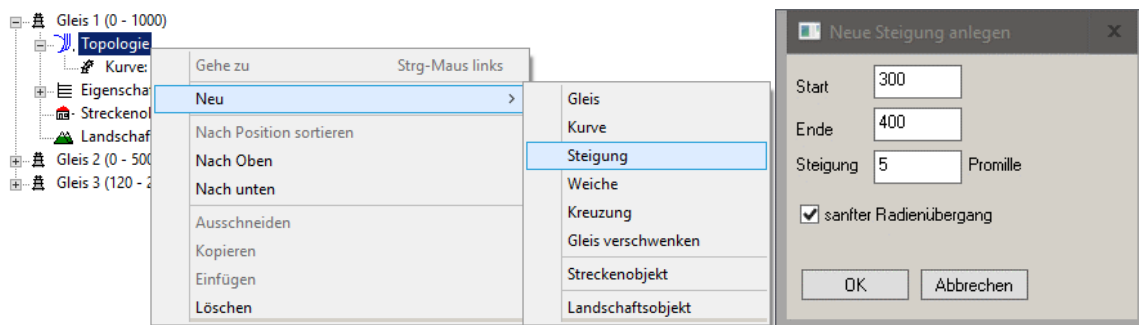 Gleis 1 (0 - 1000)
Topologie
Kurve:
Eigenscha
Streckenol
Landschaf
Gleis 2 (0 - 500
Gleis 3 (120 - 2
Gehe zu Strg-Maus links
Neu >
Nach Position sortieren
Nach Oben
Nach unten
Ausschneiden
Kopieren
Einfügen
Löschen
Gleis
Kurve
Steigung
Weiche
Kreuzung
Gleis verschwenken
Streckenobjekt
Landschaftsobjekt
Neue Steigung anlegen x
Start 300
Ende 400
Steigung 5 Promille
sanfter Radienübergang
OK Abbrechen